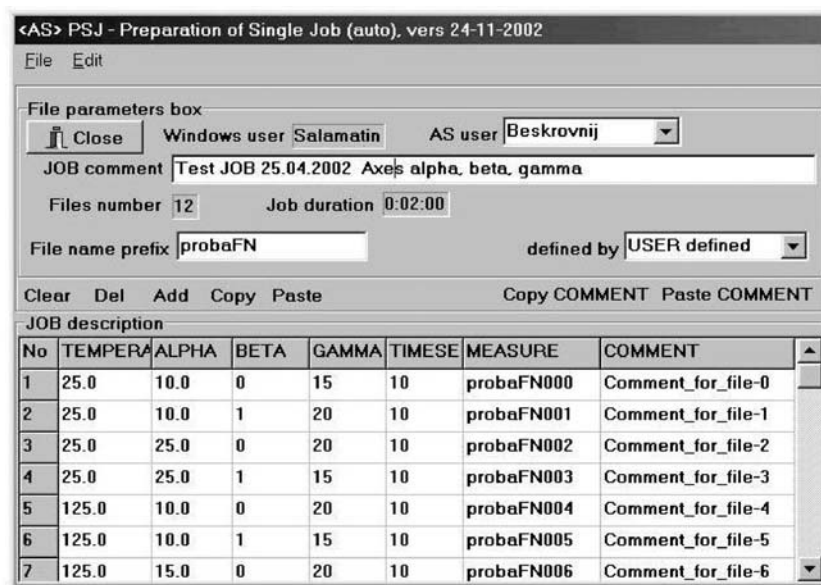 <AS> PSJ - Preparation of Single Job (auto), vers 24-11-2002
File Edit
File parameters box
Close Windows user Salamatin AS user Beskrovnij
JOB comment Test JOB 25.04.2002 Axes alpha, beta, gamma
Files number 12 Job duration 0:02:00
File name prefix probaFN defined by USER defined
Clear Del Add Copy Paste Copy COMMENT Paste COMMENT
JOB description
No TEMPERA ALPHA BETA GAMMA TIMESE MEASURE COMMENT
1 25.0 10.0 0 15 10 probaFN000 Comment_for_file-0
2 25.0 10.0 1 20 10 probaFN001 Comment_for_file-1
3 25.0 25.0 0 20 10 probaFN002 Comment_for_file-2
4 25.0 25.0 1 15 10 probaFN003 Comment_for_file-3
5 125.0 10.0 0 20 10 probaFN004 Comment_for_file-4
6 125.0 10.0 1 15 10 probaFN005 Comment_for_file-5
7 125.0 15.0 0 20 10 probaFN006 Comment_for_file-6